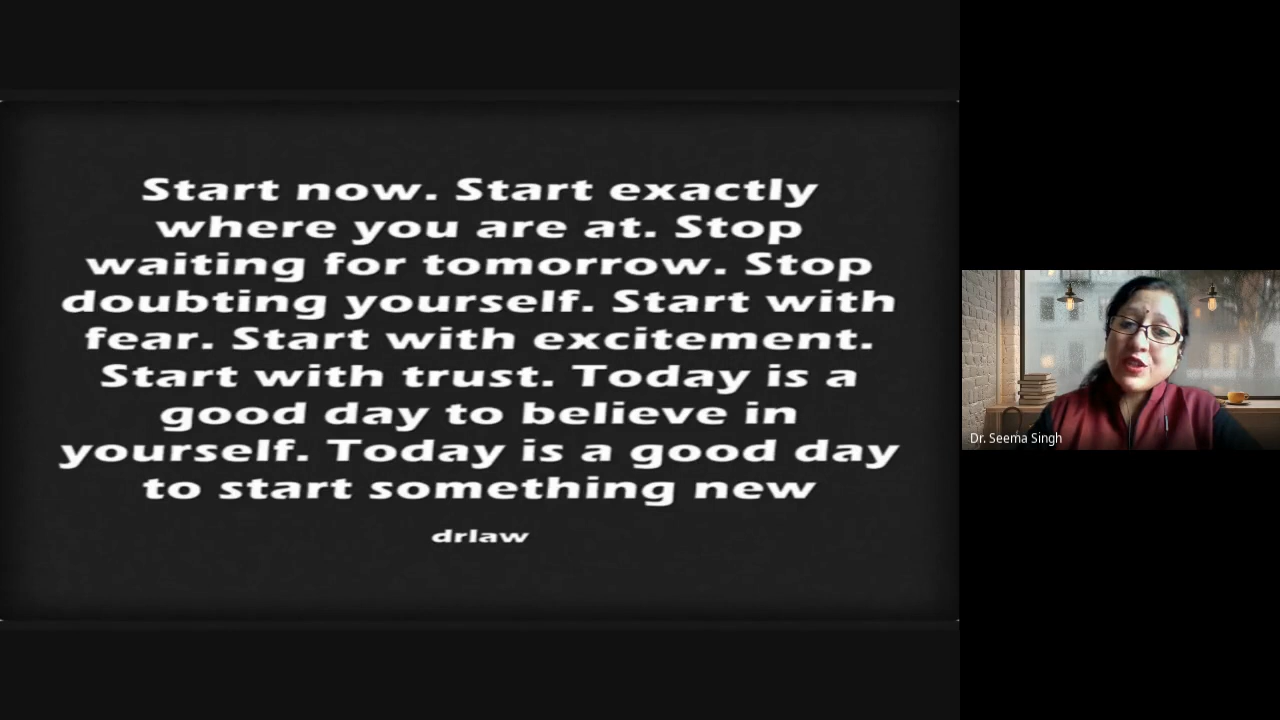 Start now. Start exactly
where you are at. Stop
waiting for tomorrow. Stop
doubting yourself. Start with
fear. Start with excitement.
Start with trust. Today is a
good day to believe in
yourself. Today is a good day
to start something new
drlaw
Dr. Seema Singh